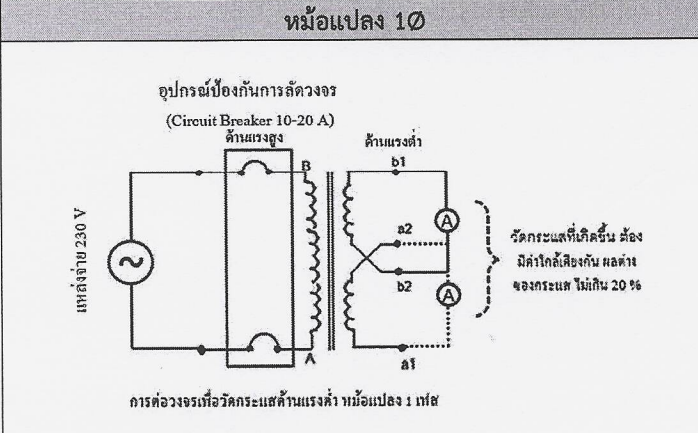 หม้อแปลง 1Ø
อุปกรณ์ป้องกันการลัดวงจร
(Circuit Breaker 10-20 A)
ด้านแรงสูง
ด้านแรงต่ำ
B
b1
A
a2
แหล่งจ่าย 230 V
วัดกระแสที่เกิดขึ้น ต้อง
มีค่าใกล้เคียงกัน ผลต่าง
ของกระแส ไม่เกิน 20 %
b2
A
A
a1
การต่อวงจรเพื่อวัดกระแสด้านแรงต่ำ หม้อแปลง 1 เฟส